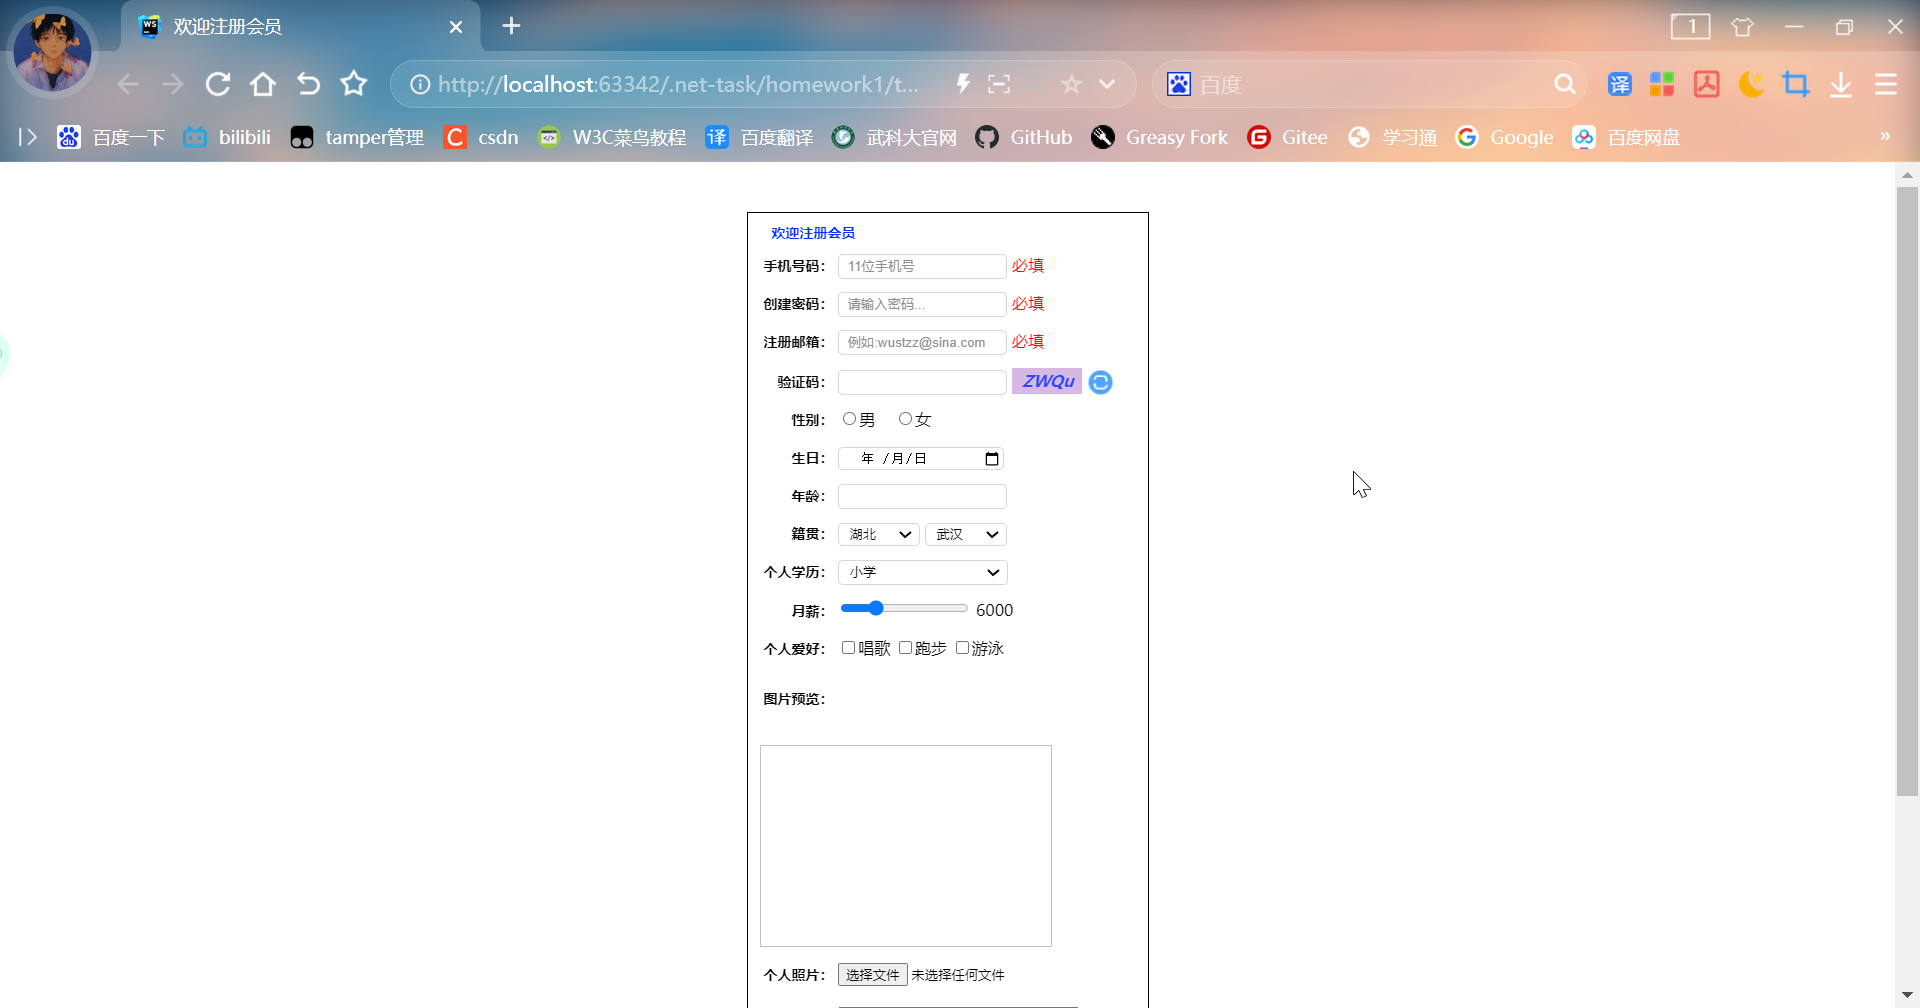 欢迎注册会员
1
http://localhost:63342/.net-task/homework1/t...
百度
译
百度一下
bilibili
tamper管理
csdn
W3C菜鸟教程
译
百度翻译
武科大官网
GitHub
Greasy Fork
Gitee
学习通
Google
百度网盘
»
欢迎注册会员
手机号码： 11位手机号 必填
创建密码： 请输入密码... 必填
注册邮箱： 例如:wustzz@sina.com 必填
验证码： ZWQu
性别： 男 女
生日： 年 /月/日
年龄：
籍贯： 湖北 武汉
个人学历： 小学
月薪： 6000
个人爱好： 唱歌 跑步 游泳
图片预览：
个人照片： 选择文件 未选择任何文件